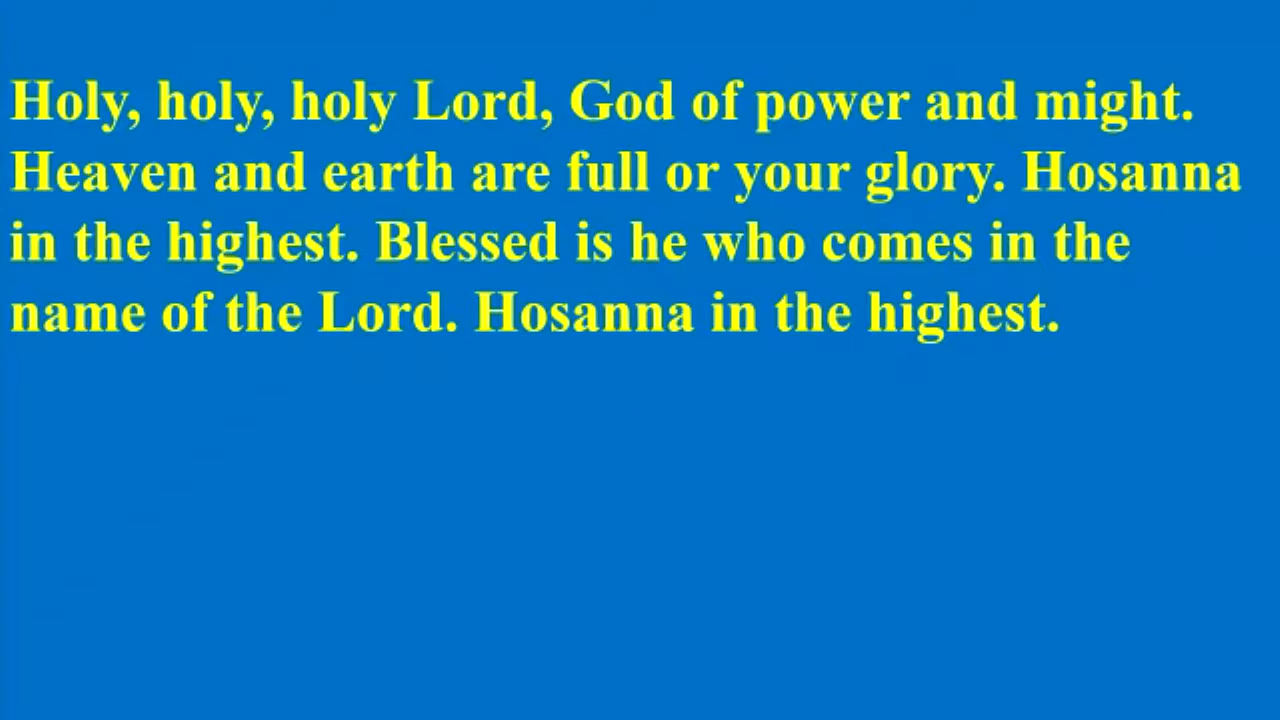 Holy, holy, holy Lord, God of power and might.
Heaven and earth are full or your glory. Hosanna
in the highest. Blessed is he who comes in the
name of the Lord. Hosanna in the highest.